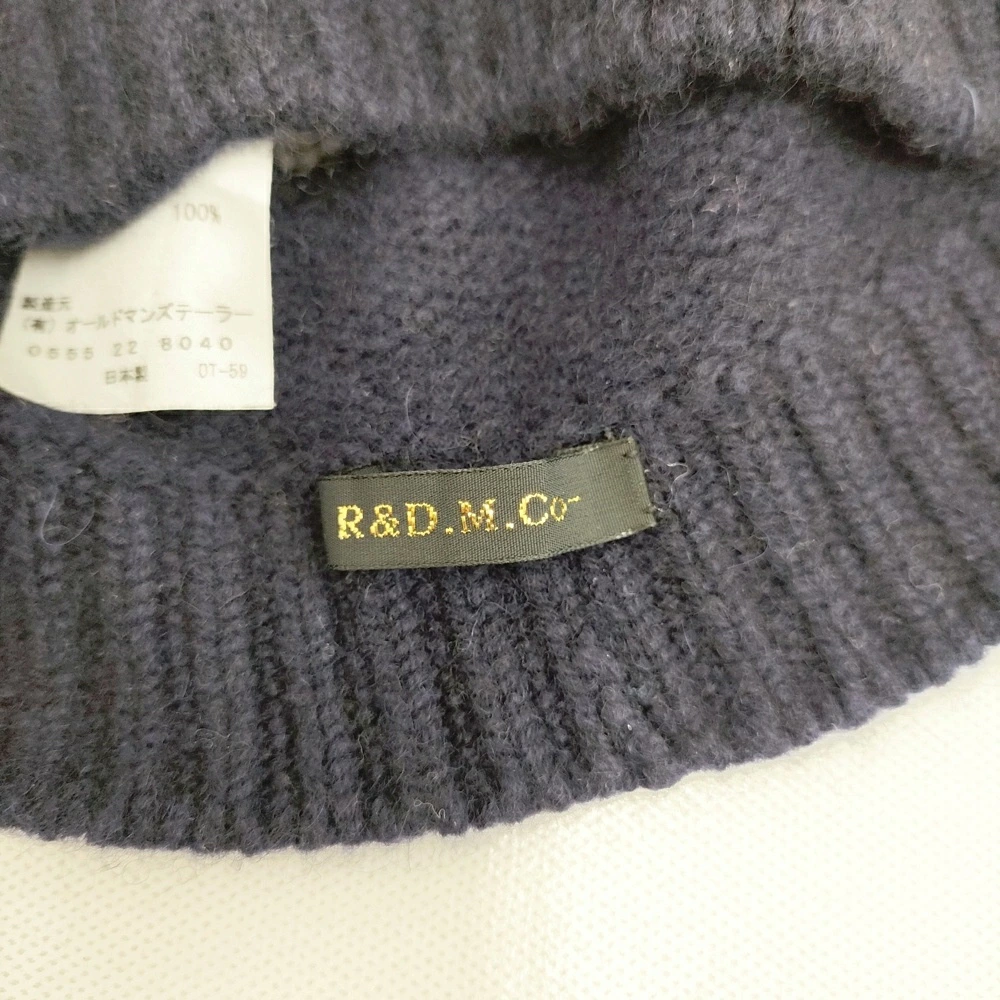 100%
製造元
(有) オールドマンズテーラー
0555 22 8040
日本製 OT-59
R&D.M.Co-